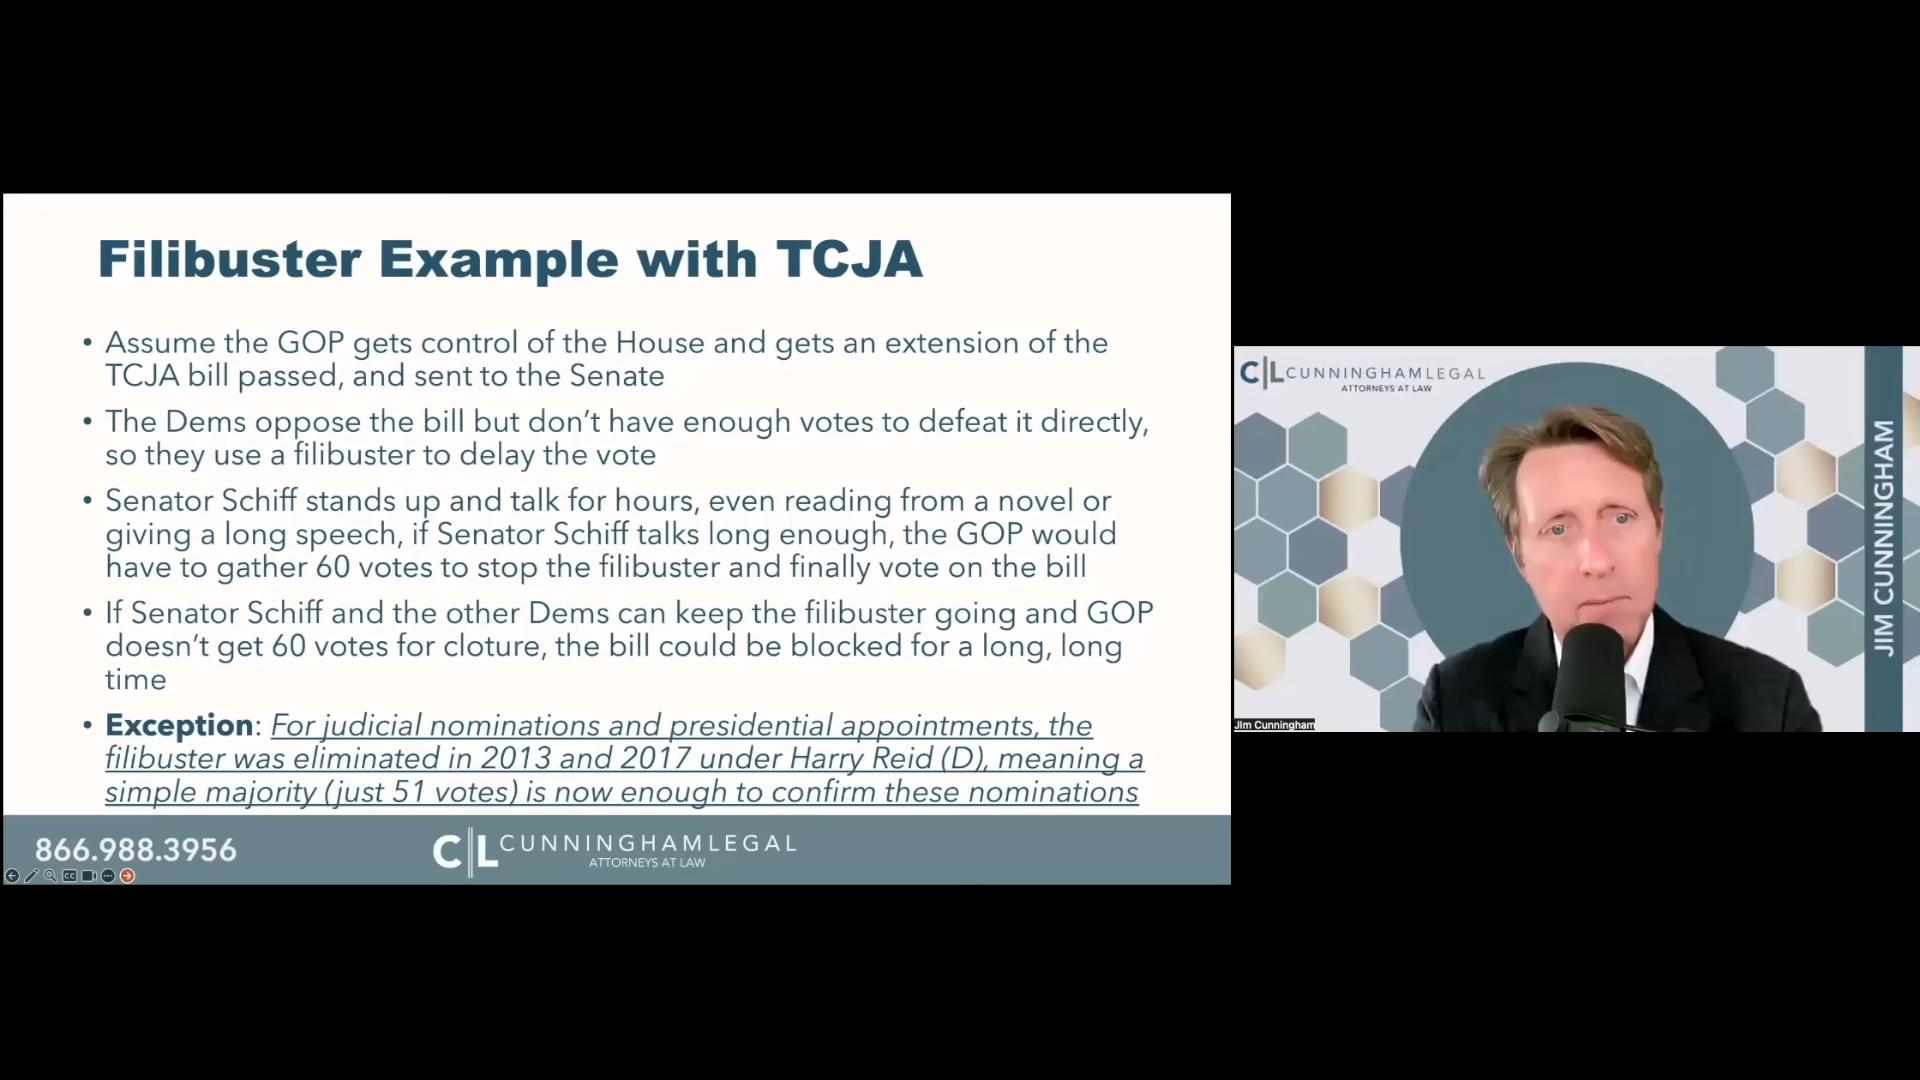 Filibuster Example with TCJA
• Assume the GOP gets control of the House and gets an extension of the
TCJA bill passed, and sent to the Senate
• The Dems oppose the bill but don't have enough votes to defeat it directly,
so they use a filibuster to delay the vote
• Senator Schiff stands up and talk for hours, even reading from a novel or
giving a long speech, if Senator Schiff talks long enough, the GOP would
have to gather 60 votes to stop the filibuster and finally vote on the bill
• If Senator Schiff and the other Dems can keep the filibuster going and GOP
doesn't get 60 votes for cloture, the bill could be blocked for a long, long
time
• Exception: For judicial nominations and presidential appointments, the
filibuster was eliminated in 2013 and 2017 under Harry Reid (D), meaning a
simple majority (just 51 votes) is now enough to confirm these nominations
866.988.3956
CL CUNNINGHAMLEGAL
ATTORNEYS AT LAW
CC
CL CUNNINGHAMLEGAL
ATTORNEYS AT LAW
JIM CUNNINGHAM
JIm Cunningham